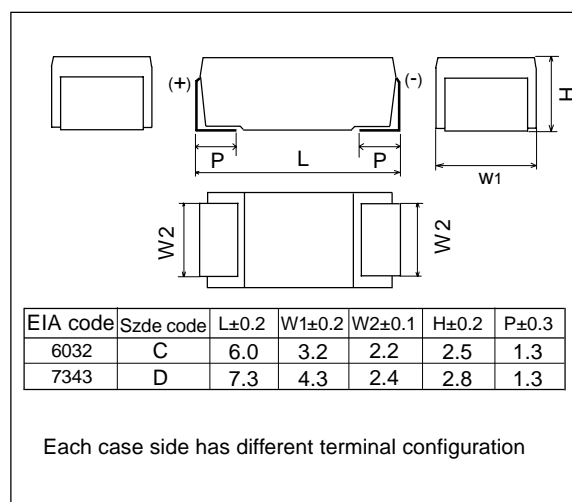 (+)
(-)
H
P
L
P
W1
W2
W2
EIA code Szde code L±0.2 W1±0.2 W2±0.1 H±0.2 P±0.3
6032 C 6.0 3.2 2.2 2.5 1.3
7343 D 7.3 4.3 2.4 2.8 1.3
Each case side has different terminal configuration